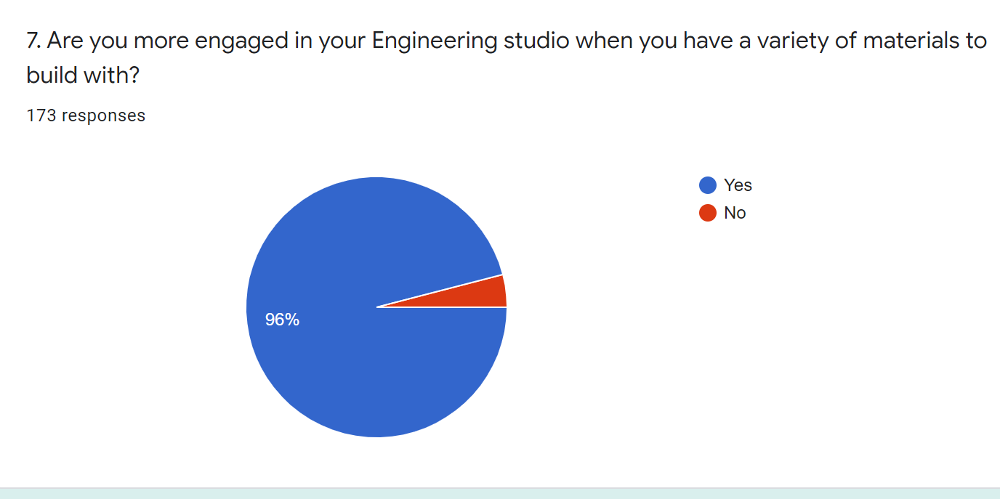 7. Are you more engaged in your Engineering studio when you have a variety of materials to
build with?
173 responses
Yes
No
96%